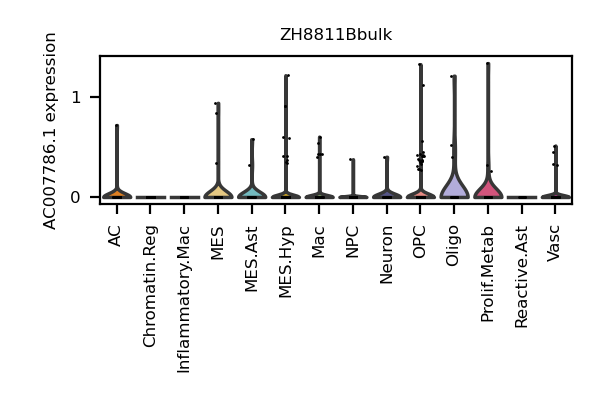 ZH8811Bbulk
AC007786.1 expression
1
0
AC
Chromatin.Reg
Inflammatory.Mac
MES
MES.Ast
MES.Hyp
Mac
NPC
Neuron
OPC
Oligo
Prolif.Metab
Reactive.Ast
Vasc